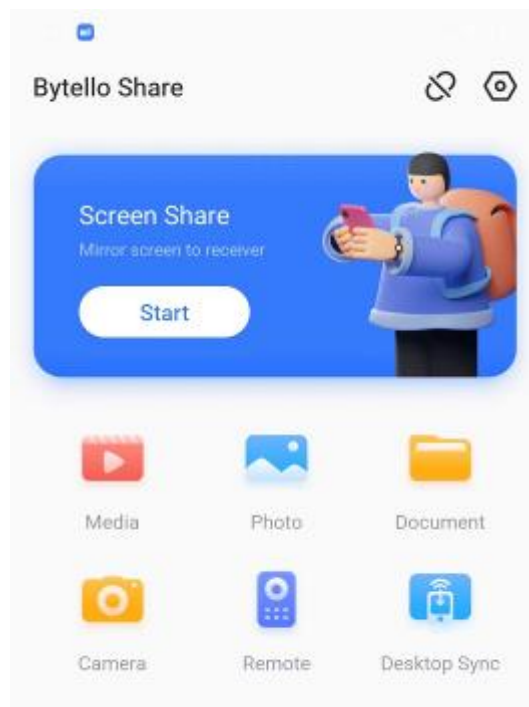 Bytello Share
Screen Share
Mirror screen to receiver
Start
Media
Photo
Document
Camera
Remote
Desktop Sync